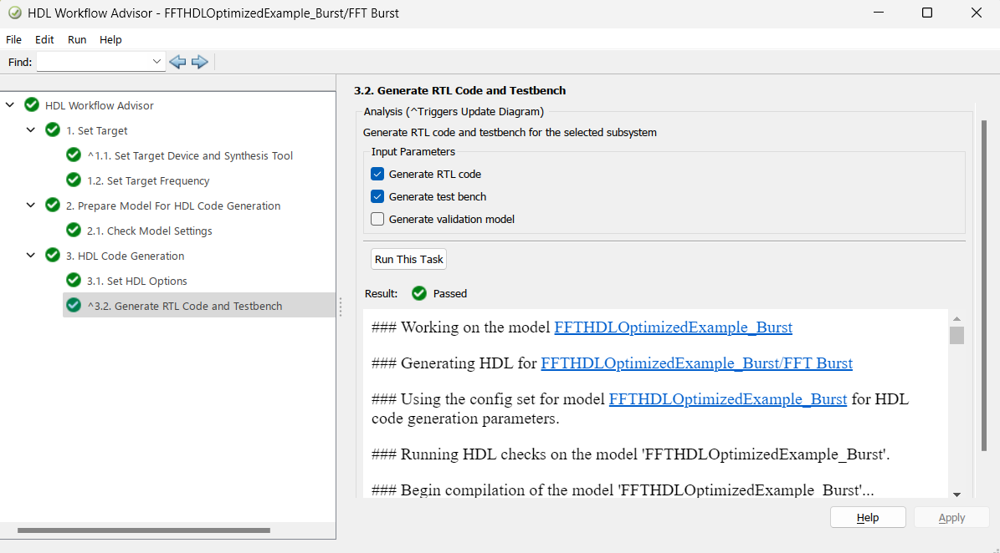 HDL Workflow Advisor - FFTHDLOptimizedExample_Burst/FFT Burst
File Edit Run Help
Find:
HDL Workflow Advisor
1. Set Target
^1.1. Set Target Device and Synthesis Tool
1.2. Set Target Frequency
2. Prepare Model For HDL Code Generation
2.1. Check Model Settings
3. HDL Code Generation
3.1. Set HDL Options
^3.2. Generate RTL Code and Testbench
3.2. Generate RTL Code and Testbench
Analysis (^Triggers Update Diagram)
Generate RTL code and testbench for the selected subsystem
Input Parameters
Generate RTL code
Generate test bench
Generate validation model
Run This Task
Result: Passed
### Working on the model FFTHDLOptimizedExample_Burst
### Generating HDL for FFTHDLOptimizedExample_Burst/FFT Burst
### Using the config set for model FFTHDLOptimizedExample_Burst for HDL
code generation parameters.
### Running HDL checks on the model 'FFTHDLOptimizedExample_Burst'.
### Begin compilation of the model 'FFTHDLOptimizedExample_Burst'...
Help Apply